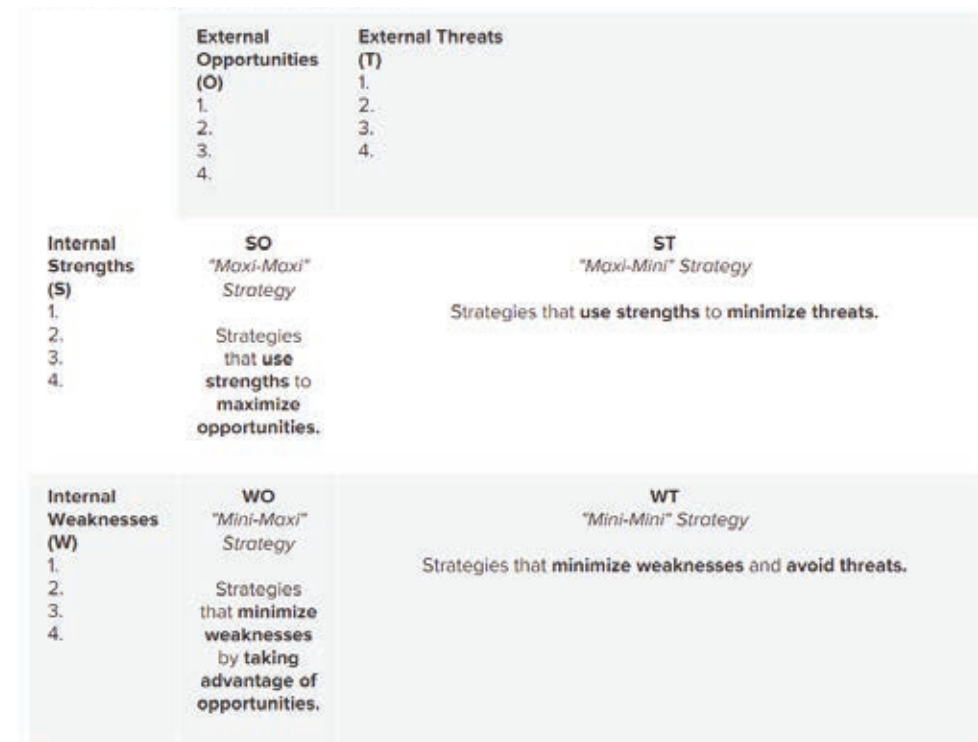 External
Opportunities
(O)
1.
2.
3.
4.
External Threats
(T)
1.
2.
3.
4.
Internal
Strengths
(S)
1.
2.
3.
4.
SO
"Maxi-Maxi"
Strategy
Strategies
that use
strengths to
maximize
opportunities.
ST
"Maxi-Mini" Strategy
Strategies that use strengths to minimize threats.
Internal
Weaknesses
(W)
1.
2.
3.
4.
WO
"Mini-Maxi"
Strategy
Strategies
that minimize
weaknesses
by taking
advantage of
opportunities.
WT
"Mini-Mini" Strategy
Strategies that minimize weaknesses and avoid threats.